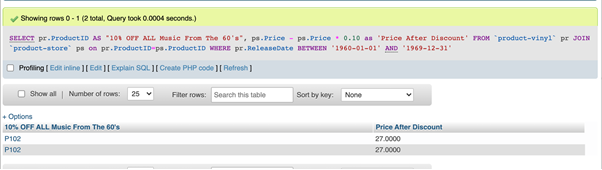 Showing rows 0 - 1 (2 total, Query took 0.0004 seconds.)
SELECT pr.ProductID AS "10% OFF ALL Music From The 60's", ps.Price - ps.Price * 0.10 as 'Price After Discount' FROM `product-vinyl` pr JOIN
`product-store` ps on pr.ProductID=ps.ProductID WHERE pr.ReleaseDate BETWEEN '1960-01-01' AND '1969-12-31'
Profiling [ Edit inline ] [ Edit ] [ Explain SQL ] [ Create PHP code ] [ Refresh ]
Show all | Number of rows: 25 Filter rows: Search this table Sort by key: None
+ Options
10% OFF ALL Music From The 60's Price After Discount
P102 27.0000
P102 27.0000